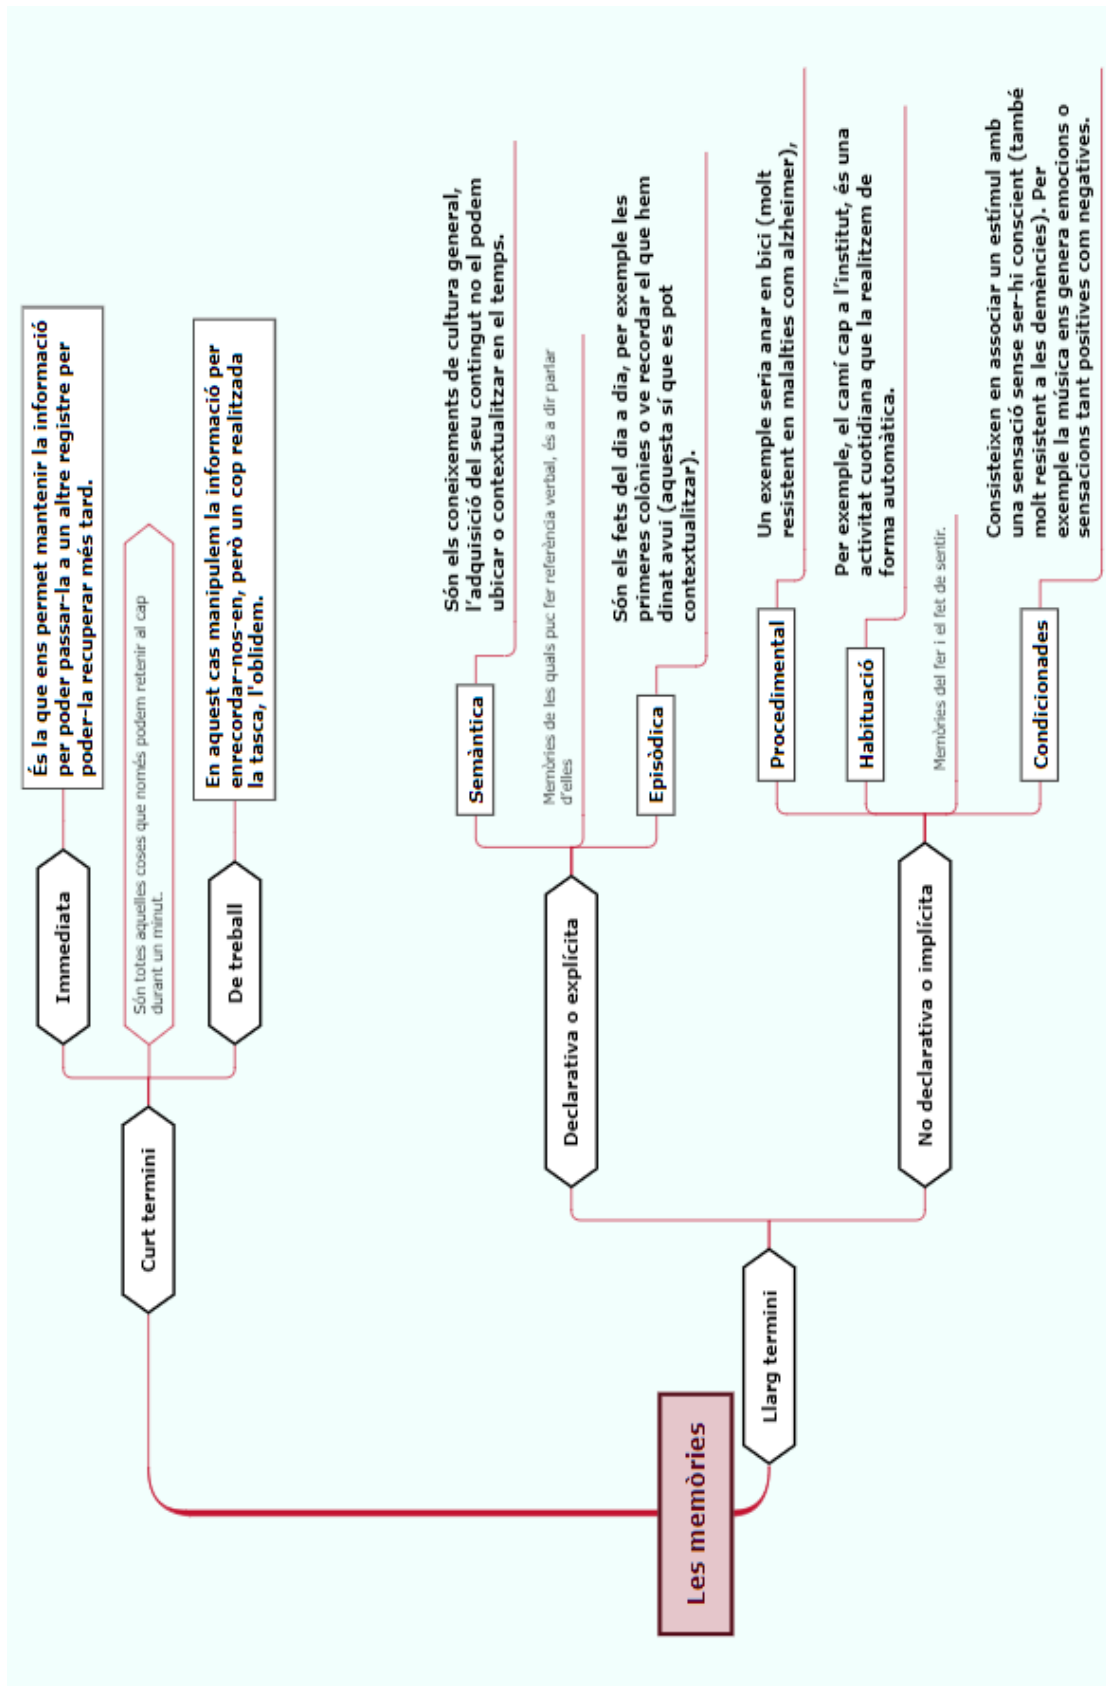 Les memòries
Curt termini
Immediata
És la que ens permet mantenir la informació
per poder passar-la a un altre registre per
poder-la recuperar més tard.
Són totes aquelles coses que només podem retenir al cap
durant un minut.
De treball
En aquest cas manipulem la informació per
enrecordar-nos-en, però un cop realitzada
la tasca, l'oblidem.
Llarg termini
Declarativa o explícita
Semàntica
Són els coneixements de cultura general,
l'adquisició del seu contingut no el podem
ubicar o contextualitzar en el temps.
Memòries de les quals puc fer referència verbal, és a dir parlar
d'elles
Episòdica
Són els fets del dia a dia, per exemple les
primeres colònies o ve recordar el que hem
dinat avui (aquesta sí que es pot
contextualitzar).
No declarativa o implícita
Procedimental
Un exemple seria anar en bici (molt
resistent en malalties com alzheimer),
Habituació
Per exemple, el camí cap a l'institut, és una
activitat cuotidiana que la realitzem de
forma automàtica.
Memòries del fer i el fet de sentir.
Condicionades
Consisteixen en associar un estímul amb
una sensació sense ser-hi conscient (també
molt resistent a les demències). Per
exemple la música ens genera emocions o
sensacions tant positives com negatives.